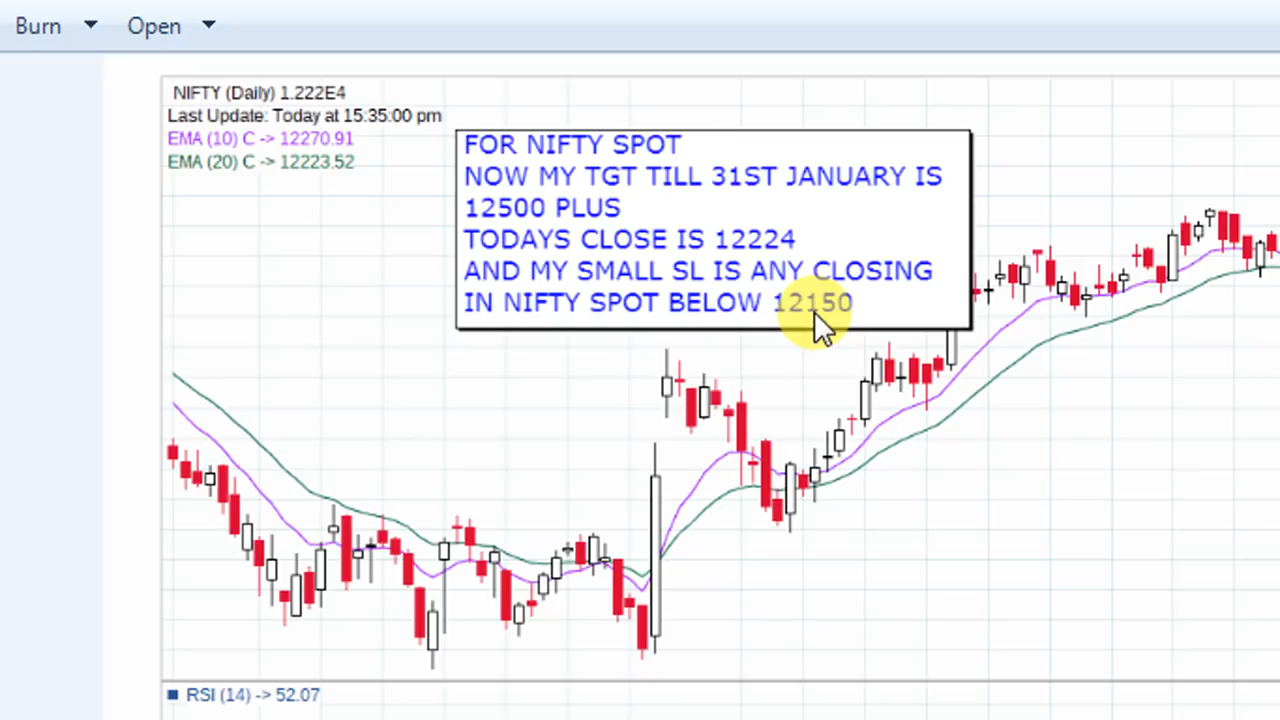 Burn Open
NIFTY (Daily) 1.222E4
Last Update: Today at 15:35:00 pm
EMA (10) C -> 12270.91
EMA (20) C -> 12223.52
FOR NIFTY SPOT
NOW MY TGT TILL 31ST JANUARY IS
12500 PLUS
TODAYS CLOSE IS 12224
AND MY SMALL SL IS ANY CLOSING
IN NIFTY SPOT BELOW 12150
RSI (14) -> 52.07